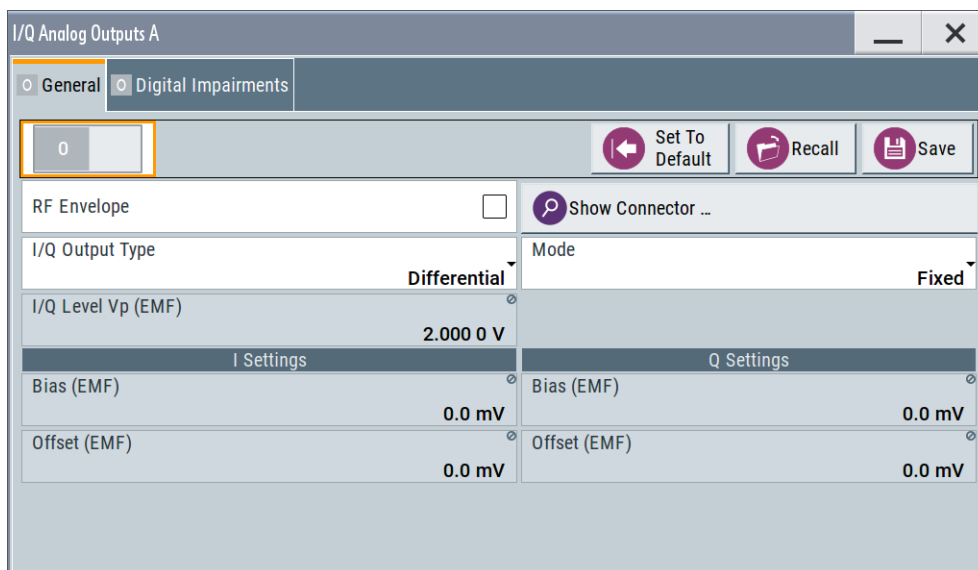 I/Q Analog Outputs A
0 General 0 Digital Impairments
0
Set To
Default
Recall
Save
RF Envelope
Show Connector ...
I/Q Output Type
Differential
Mode
Fixed
I/Q Level Vp (EMF)
2.000 0 V
I Settings
Q Settings
Bias (EMF)
0.0 mV
Bias (EMF)
0.0 mV
Offset (EMF)
0.0 mV
Offset (EMF)
0.0 mV